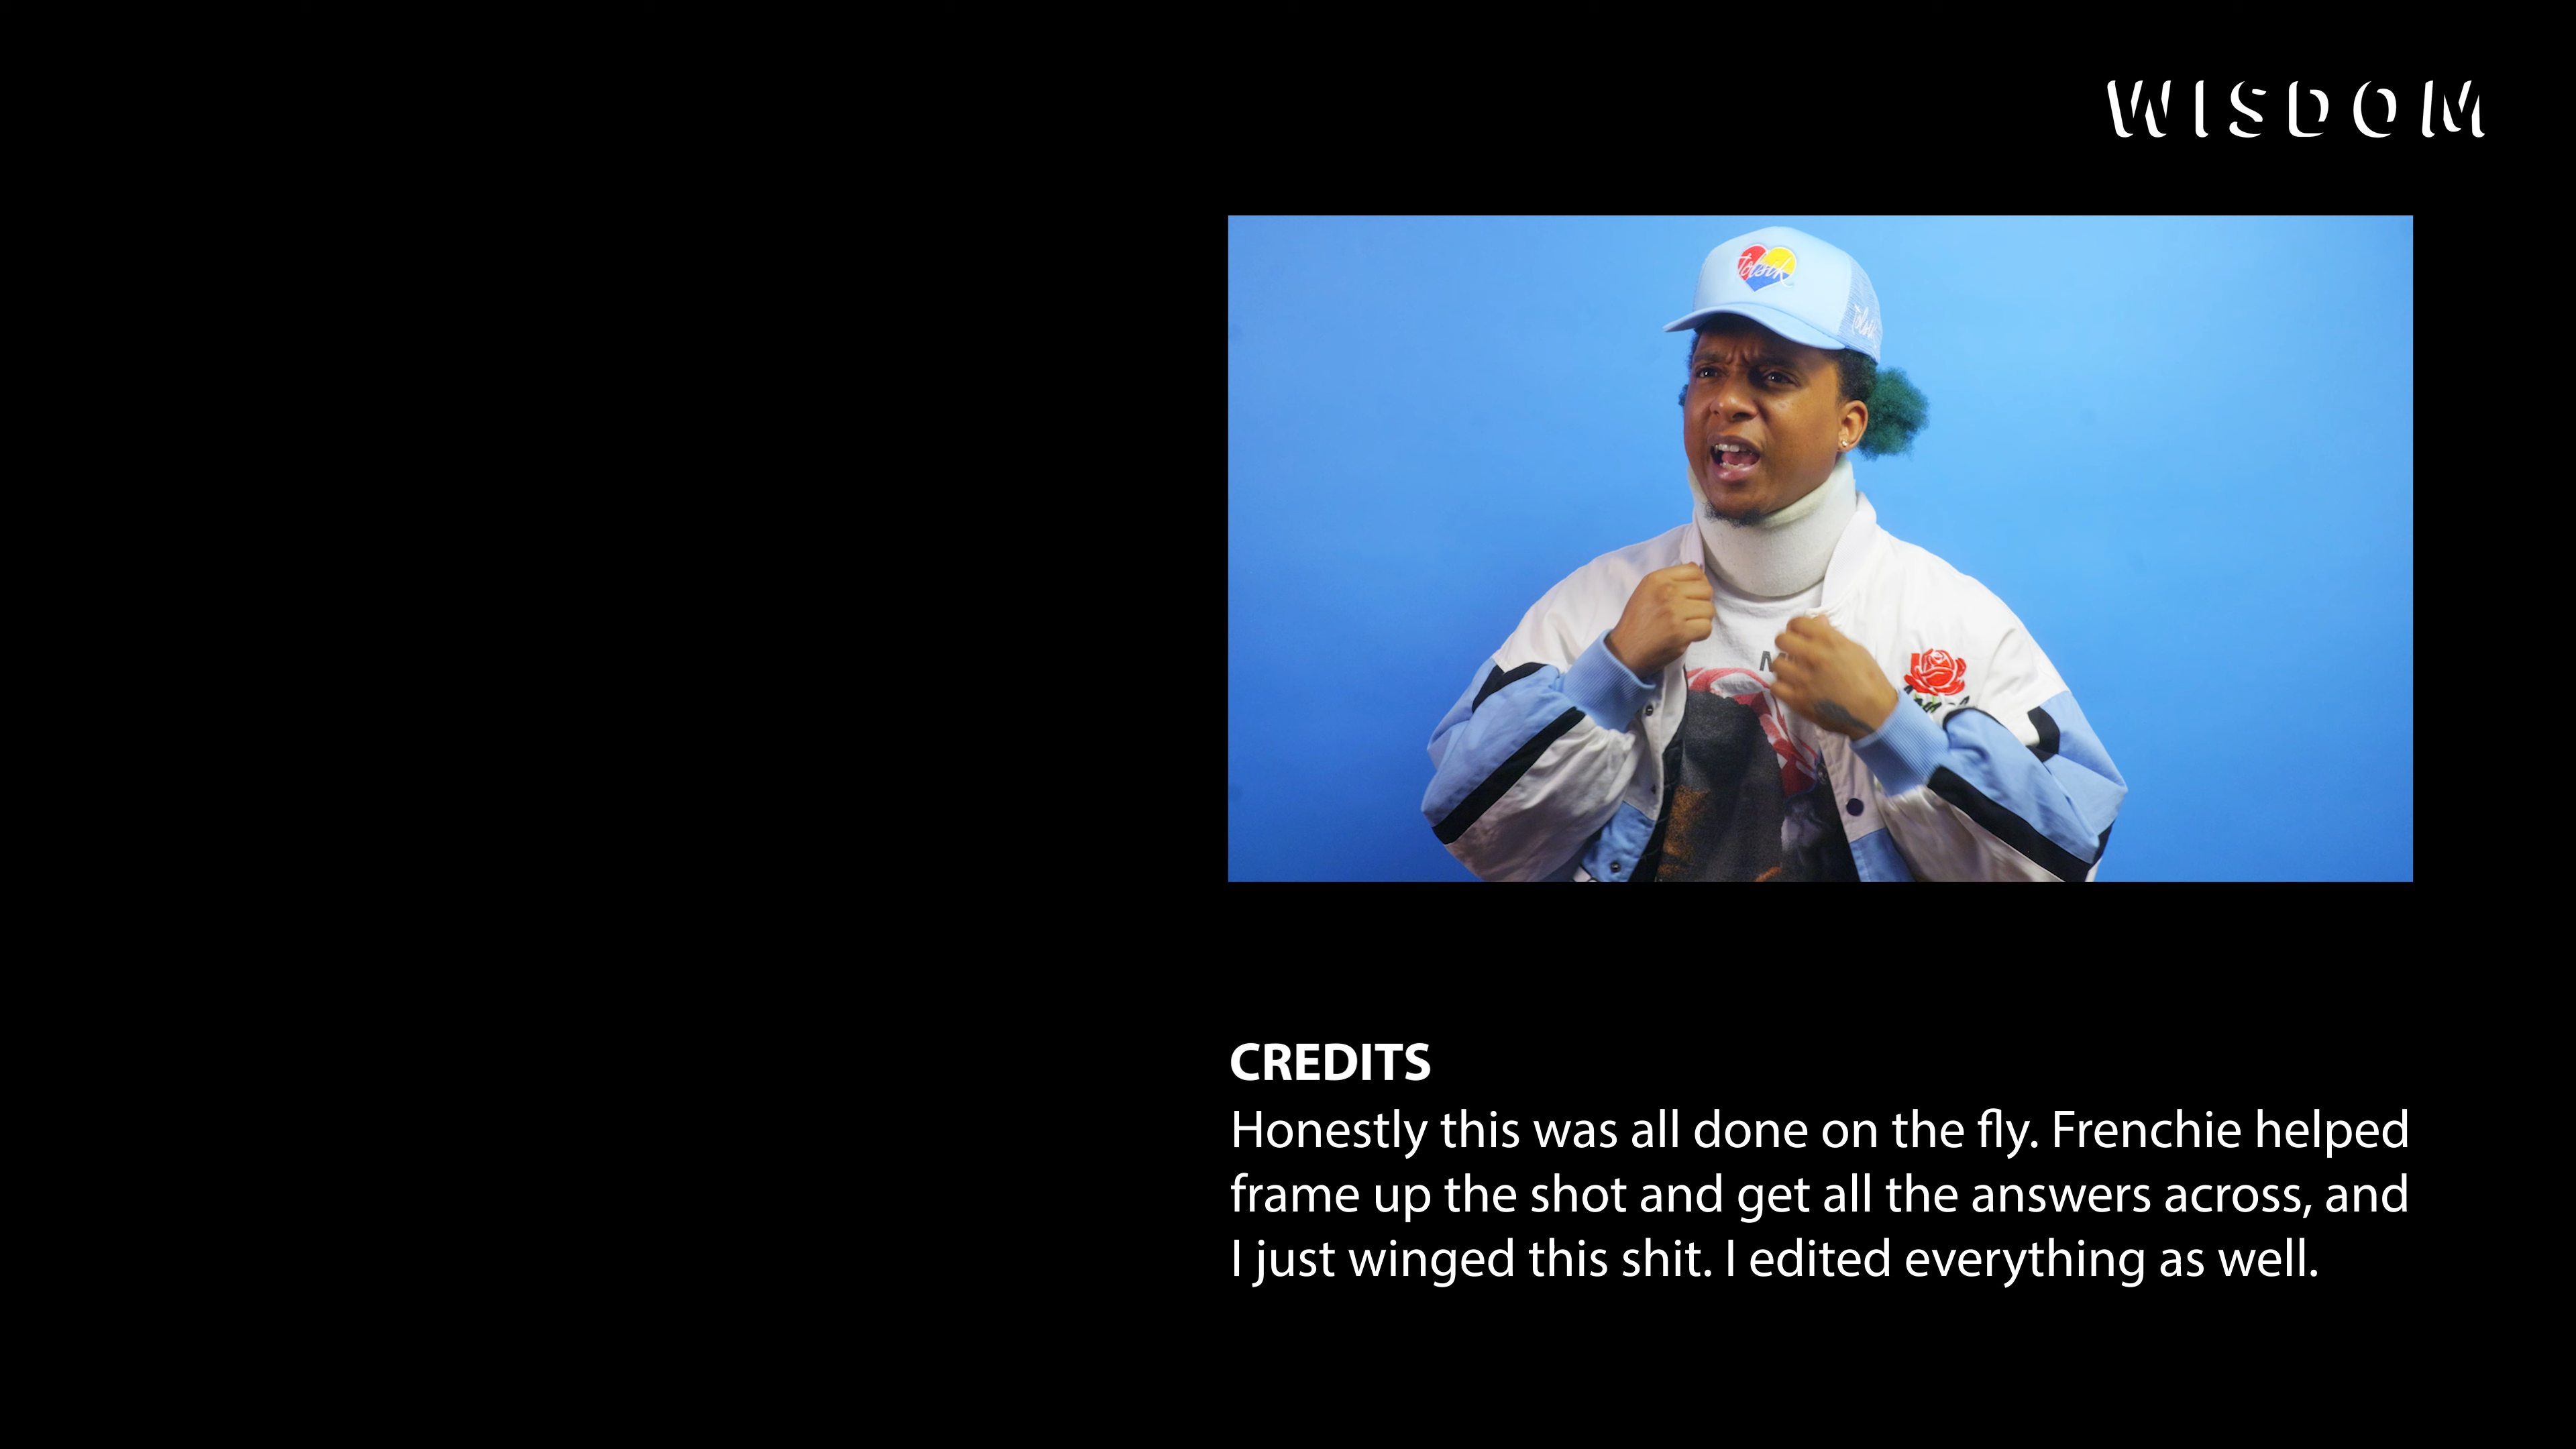 WISDOM
tobsik
CREDITS
Honestly this was all done on the fly. Frenchie helped
frame up the shot and get all the answers across, and
I just winged this shit. I edited everything as well.